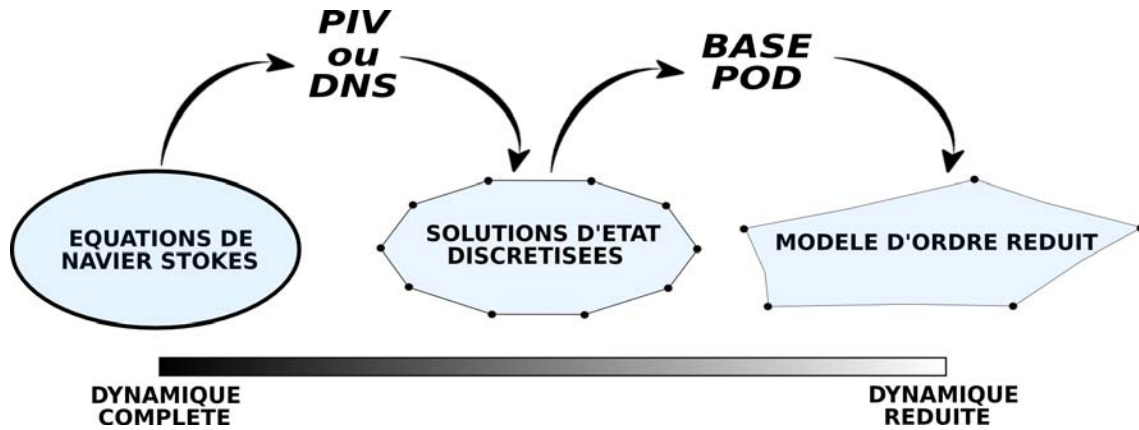 PIV
ou
DNS
BASE
POD
EQUATIONS DE
NAVIER STOKES
SOLUTIONS D'ETAT
DISCRETISEES
MODELE D'ORDRE REDUIT
DYNAMIQUE
COMPLETE
DYNAMIQUE
REDUITE